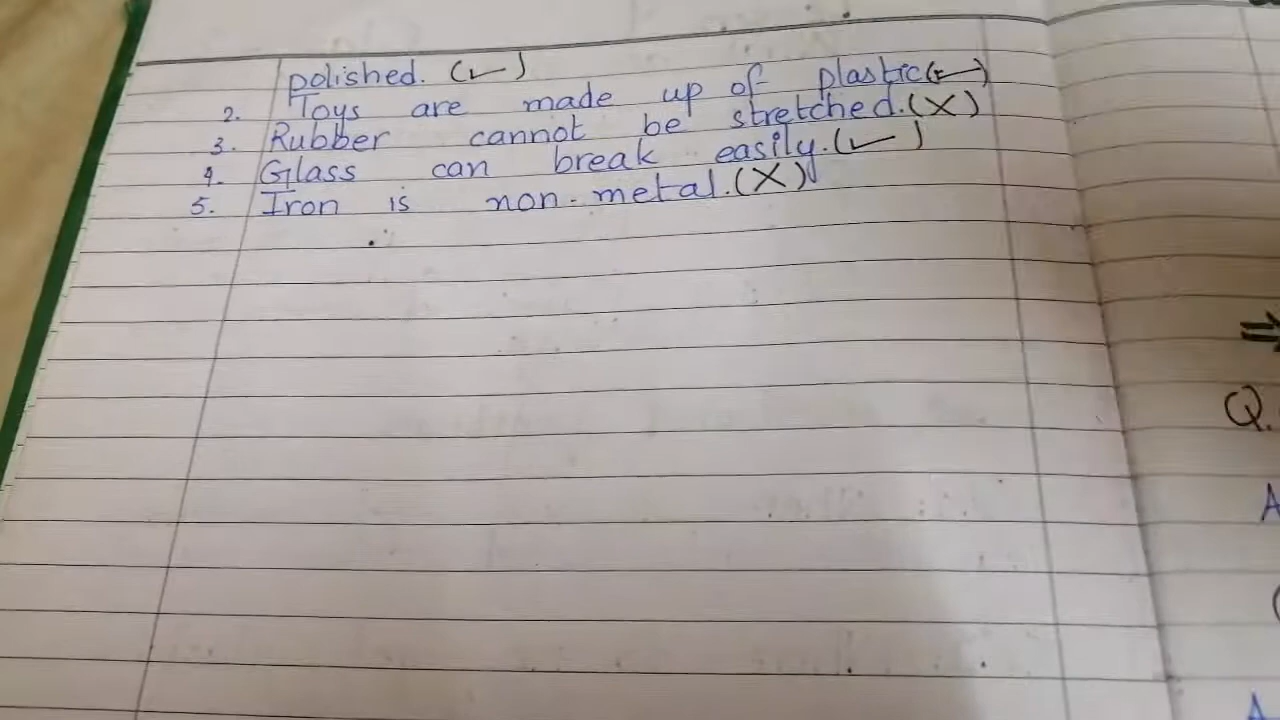 polished. (✓)
2. Toys are made up of plastic(✓)
3. Rubber cannot be stretched.(X)
4. Glass can break easily.(✓)
5. Iron is non-metal.(X)
⇒
Q.
A
A